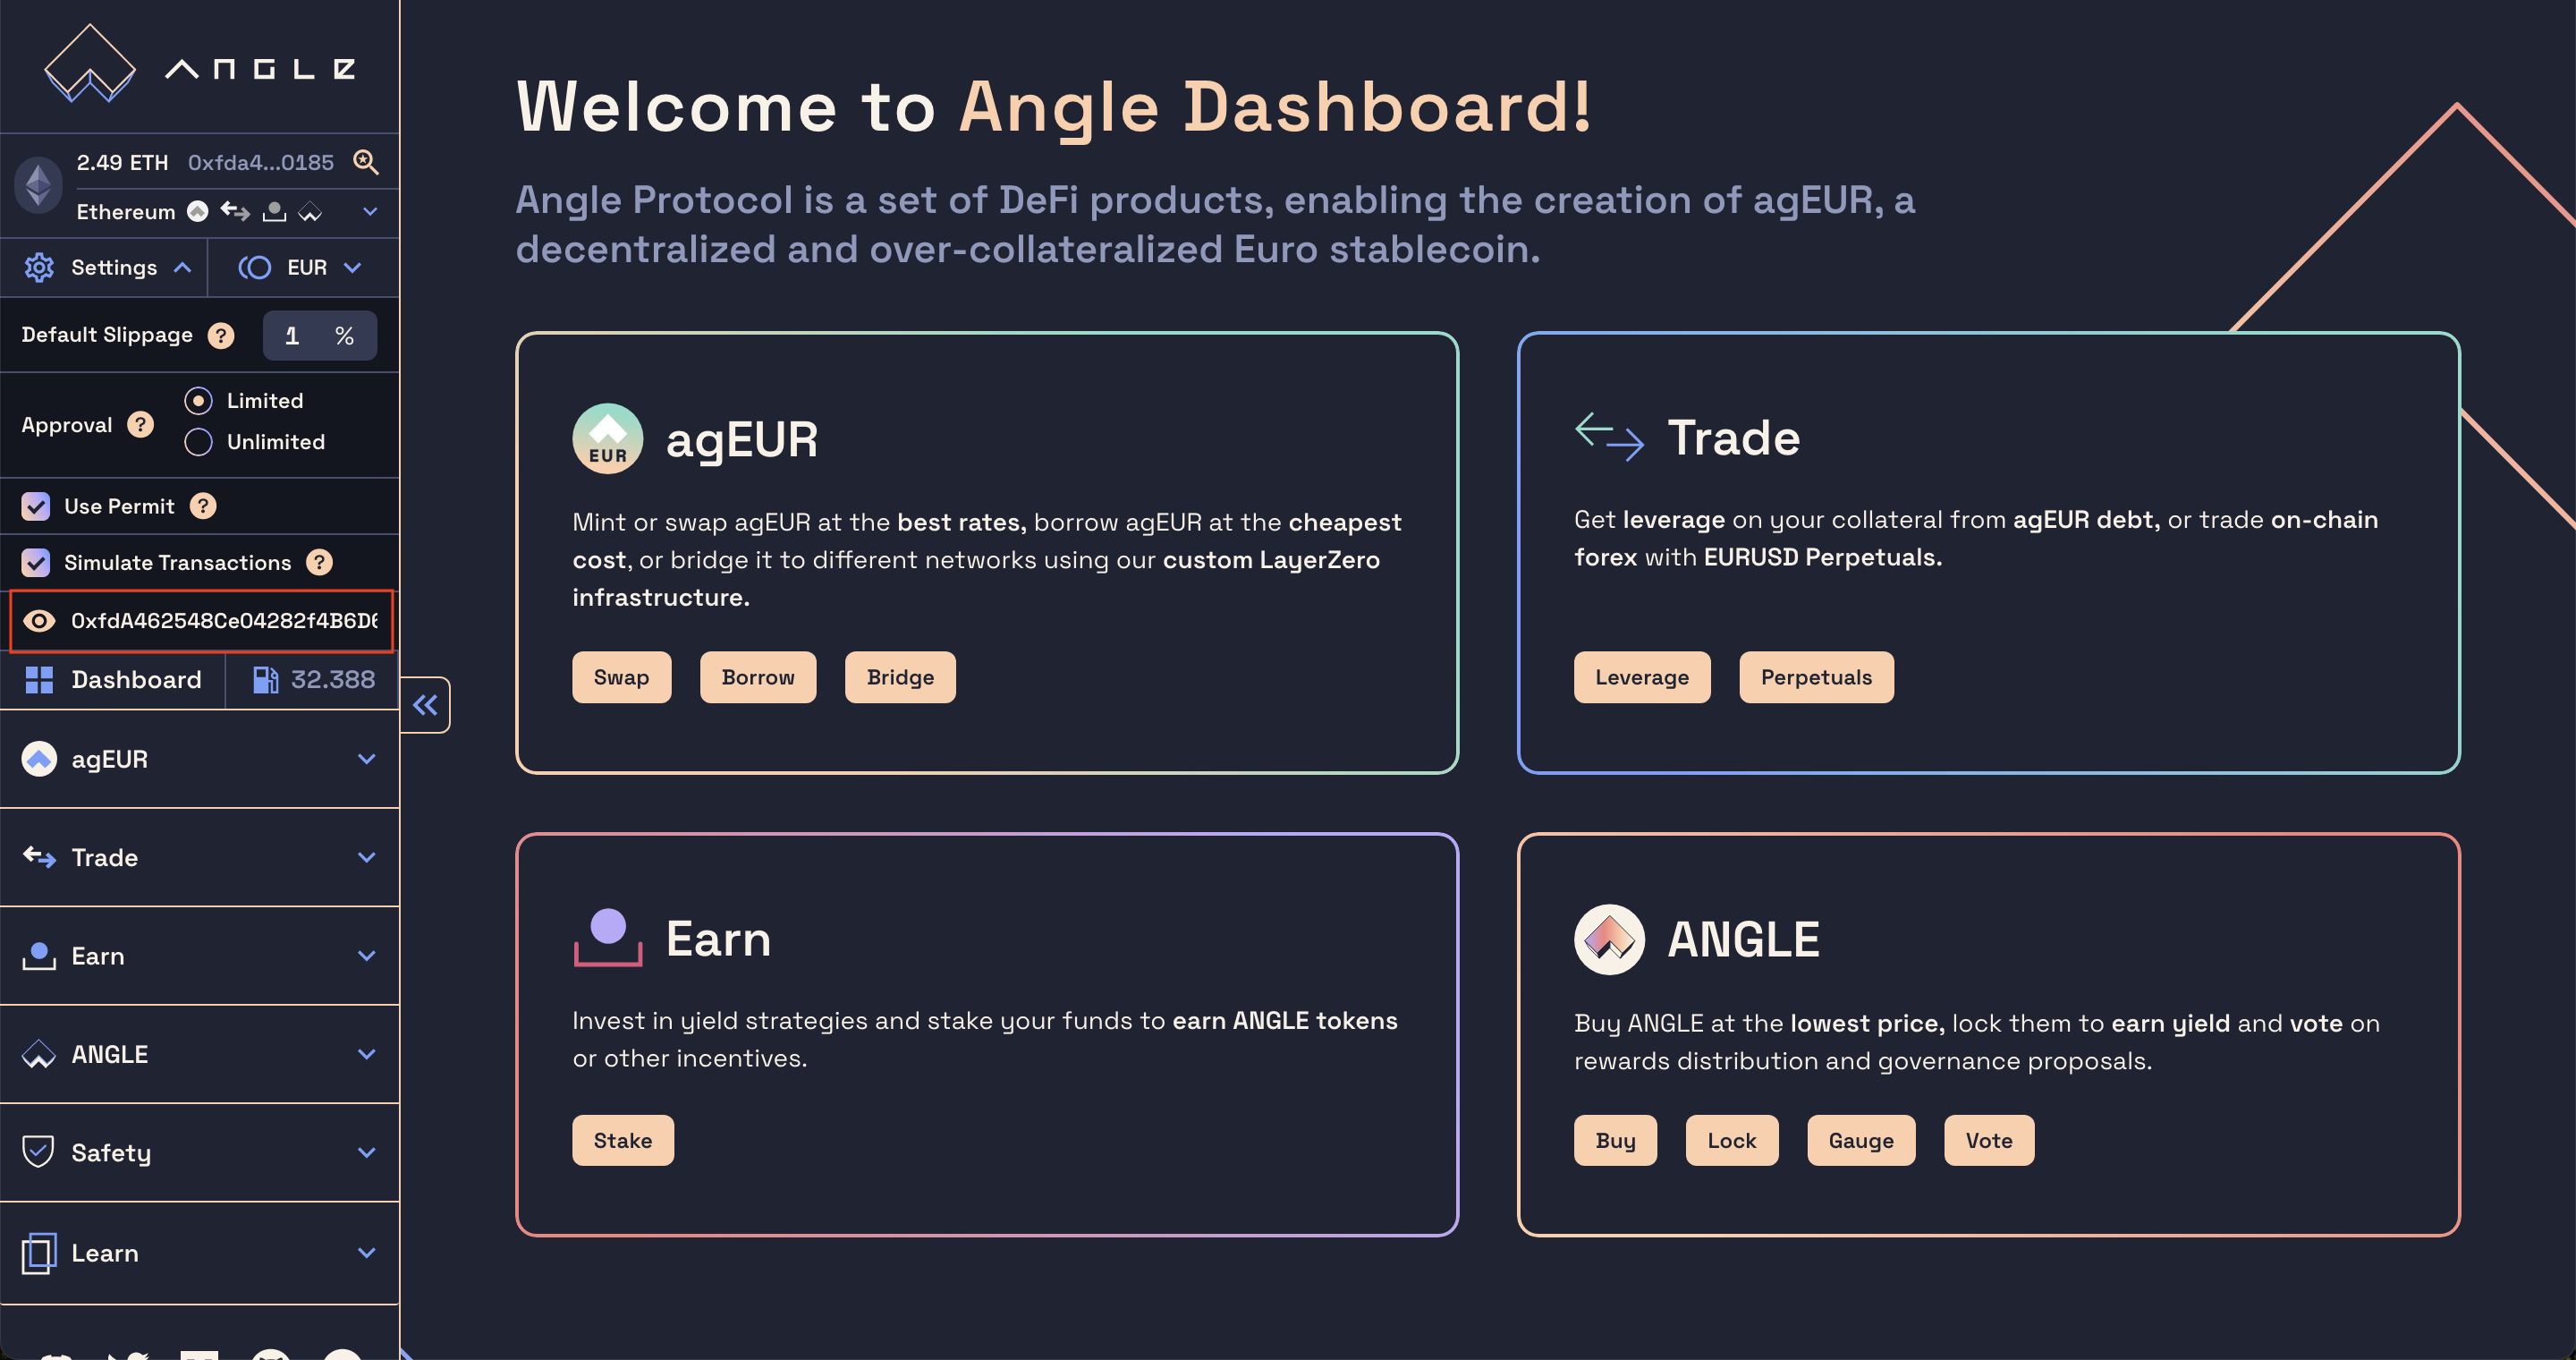 ANGLE
2.49 ETH 0xfda4...0185
Ethereum
Settings EUR
Default Slippage ? 1 %
Approval ? Limited
Unlimited
Use Permit ?
Simulate Transactions ?
0xfdA462548Ce04282f4B6D6
Dashboard 32.388
agEUR
Trade
Earn
ANGLE
Safety
Learn
Welcome to Angle Dashboard!
Angle Protocol is a set of DeFi products, enabling the creation of agEUR, a
decentralized and over-collateralized Euro stablecoin.
EUR agEUR
Mint or swap agEUR at the best rates, borrow agEUR at the cheapest
cost, or bridge it to different networks using our custom LayerZero
infrastructure.
Swap Borrow Bridge
Trade
Get leverage on your collateral from agEUR debt, or trade on-chain
forex with EURUSD Perpetuals.
Leverage Perpetuals
Earn
Invest in yield strategies and stake your funds to earn ANGLE tokens
or other incentives.
Stake
ANGLE
Buy ANGLE at the lowest price, lock them to earn yield and vote on
rewards distribution and governance proposals.
Buy Lock Gauge Vote